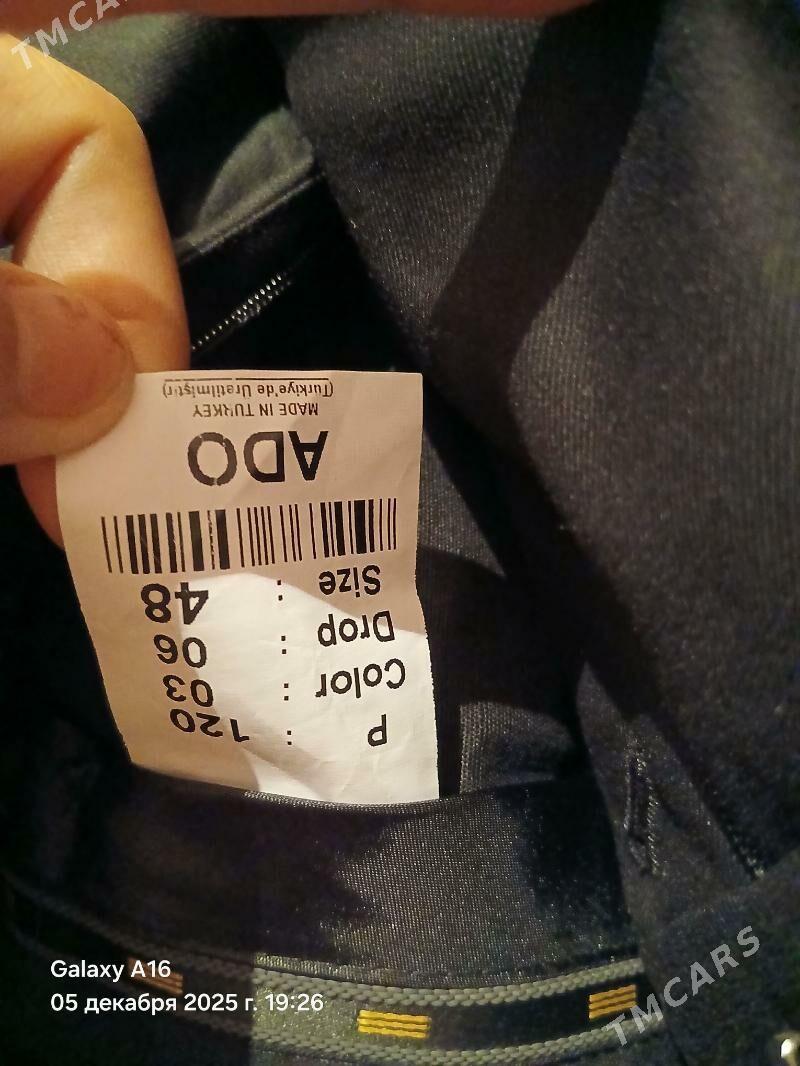 P : 120
Color : 03
Drop : 06
Size : 48
ADO
MADE IN TURKEY
(Turkiye'de Uratilmiştir)
TMCARS
Galaxy A16
05 декабря 2025 г. 19:26
TMCARS